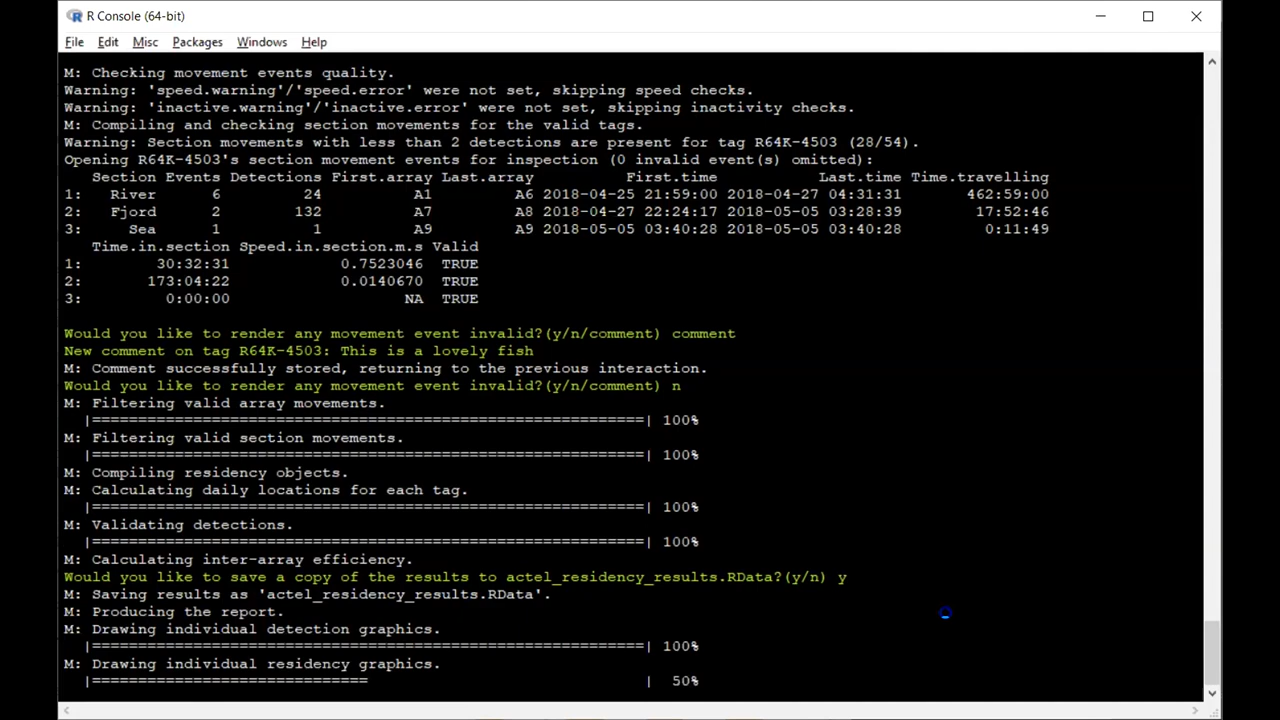 R Console (64-bit)
File Edit Misc Packages Windows Help
M: Checking movement events quality.
Warning: 'speed.warning'/'speed.error' were not set, skipping speed checks.
Warning: 'inactive.warning'/'inactive.error' were not set, skipping inactivity checks.
M: Compiling and checking section movements for the valid tags.
Warning: Section movements with less than 2 detections are present for tag R64K-4503 (28/54).
Opening R64K-4503's section movement events for inspection (0 invalid event(s) omitted):
Section Events Detections First.array Last.array First.time Last.time Time.travelling
1: River 6 24 A1 A6 2018-04-25 21:59:00 2018-04-27 04:31:31 462:59:00
2: Fjord 2 132 A7 A8 2018-04-27 22:24:17 2018-05-05 03:28:39 17:52:46
3: Sea 1 1 A9 A9 2018-05-05 03:40:28 2018-05-05 03:40:28 0:11:49
Time.in.section Speed.in.section.m.s Valid
1: 30:32:31 0.7523046 TRUE
2: 173:04:22 0.0140670 TRUE
3: 0:00:00 NA TRUE
Would you like to render any movement event invalid?(y/n/comment) comment
New comment on tag R64K-4503: This is a lovely fish
M: Comment successfully stored, returning to the previous interaction.
Would you like to render any movement event invalid?(y/n/comment) n
M: Filtering valid array movements.
|============================================================| 100%
M: Filtering valid section movements.
|============================================================| 100%
M: Compiling residency objects.
M: Calculating daily locations for each tag.
|============================================================| 100%
M: Validating detections.
|============================================================| 100%
M: Calculating inter-array efficiency.
Would you like to save a copy of the results to actel_residency_results.RData?(y/n) y
M: Saving results as 'actel_residency_results.RData'.
M: Producing the report.
M: Drawing individual detection graphics.
|============================================================| 100%
M: Drawing individual residency graphics.
|============================== | 50%